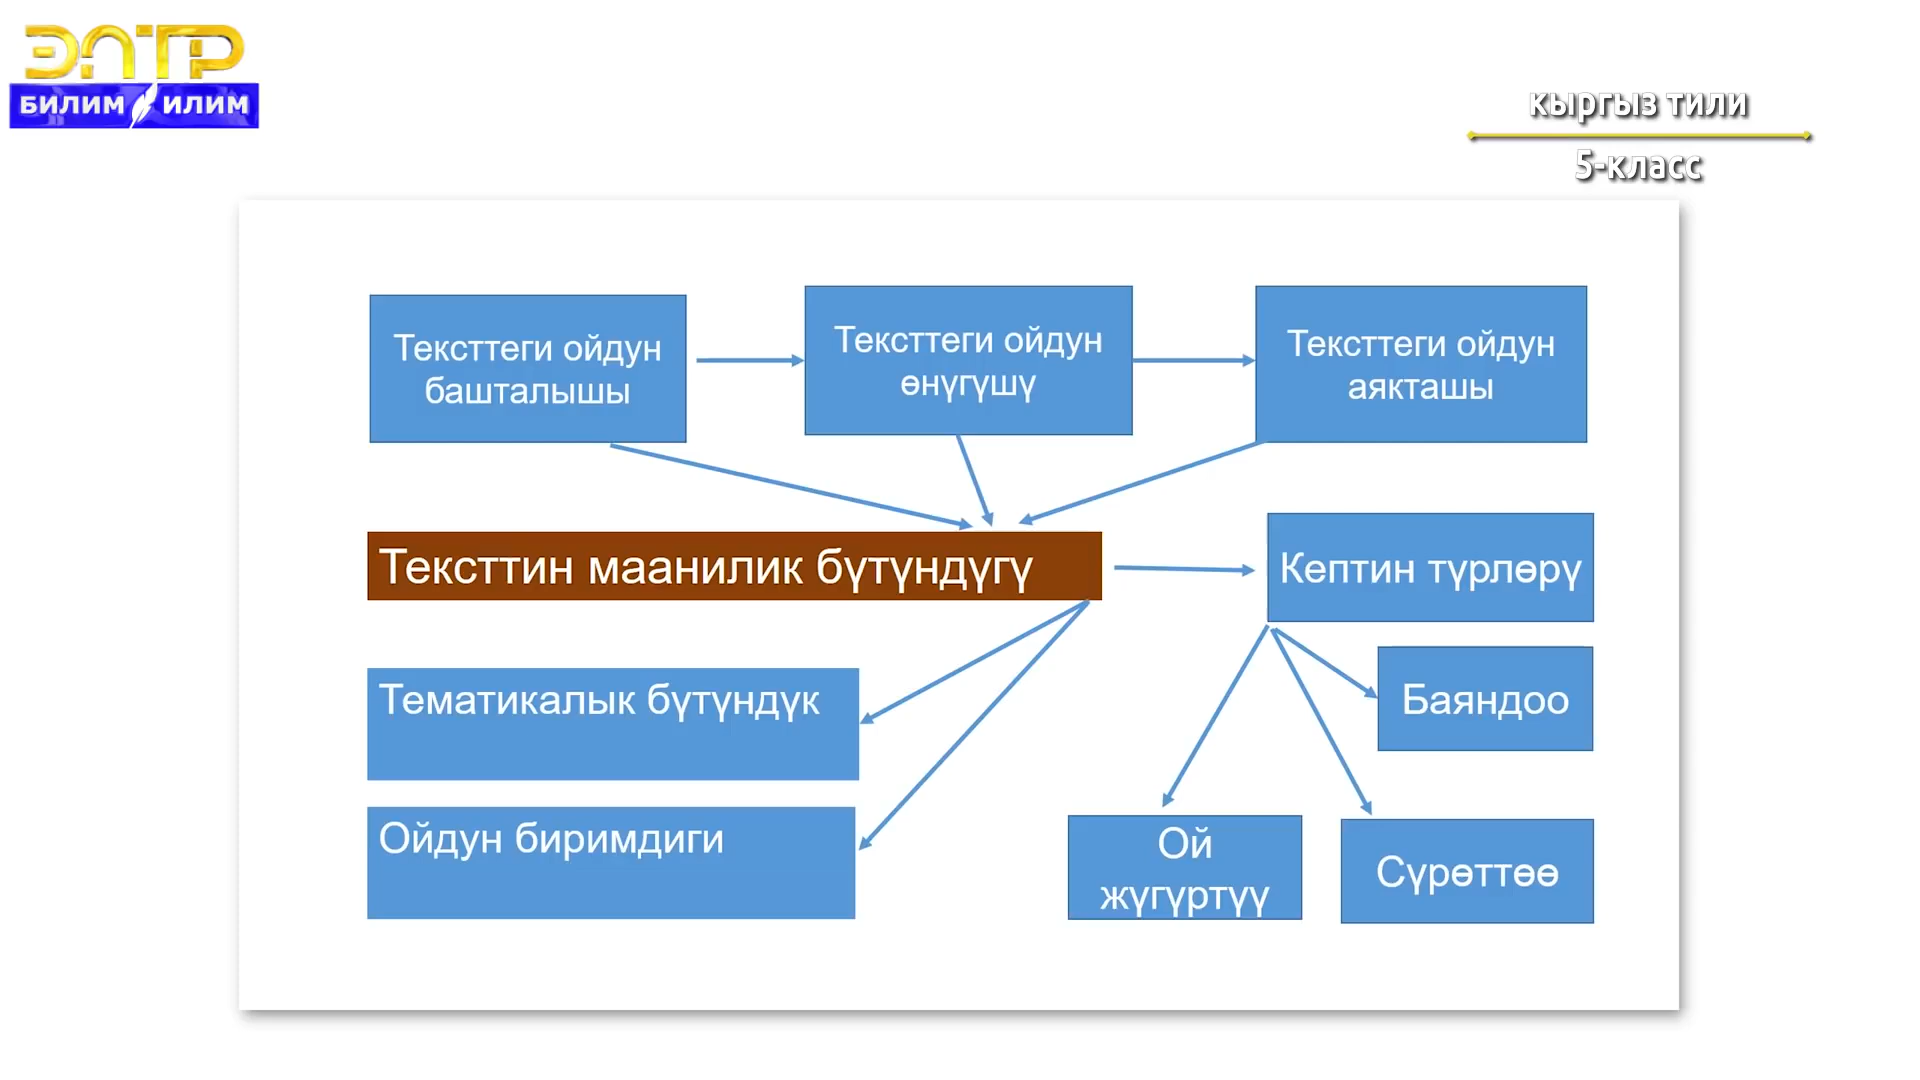 ЭЛТР
БИЛИМ ИЛИМ
кыргыз тили
5-класс
Тексттеги ойдун
башталышы
Тексттеги ойдун
өнүгүшү
Тексттеги ойдун
аякташы
Тексттин маанилик бүтүндүгү
Кептин түрлөрү
Тематикалык бүтүндүк
Баяндоо
Ойдун биримдиги
Ой
жүгүртүү
Сүрөттөө